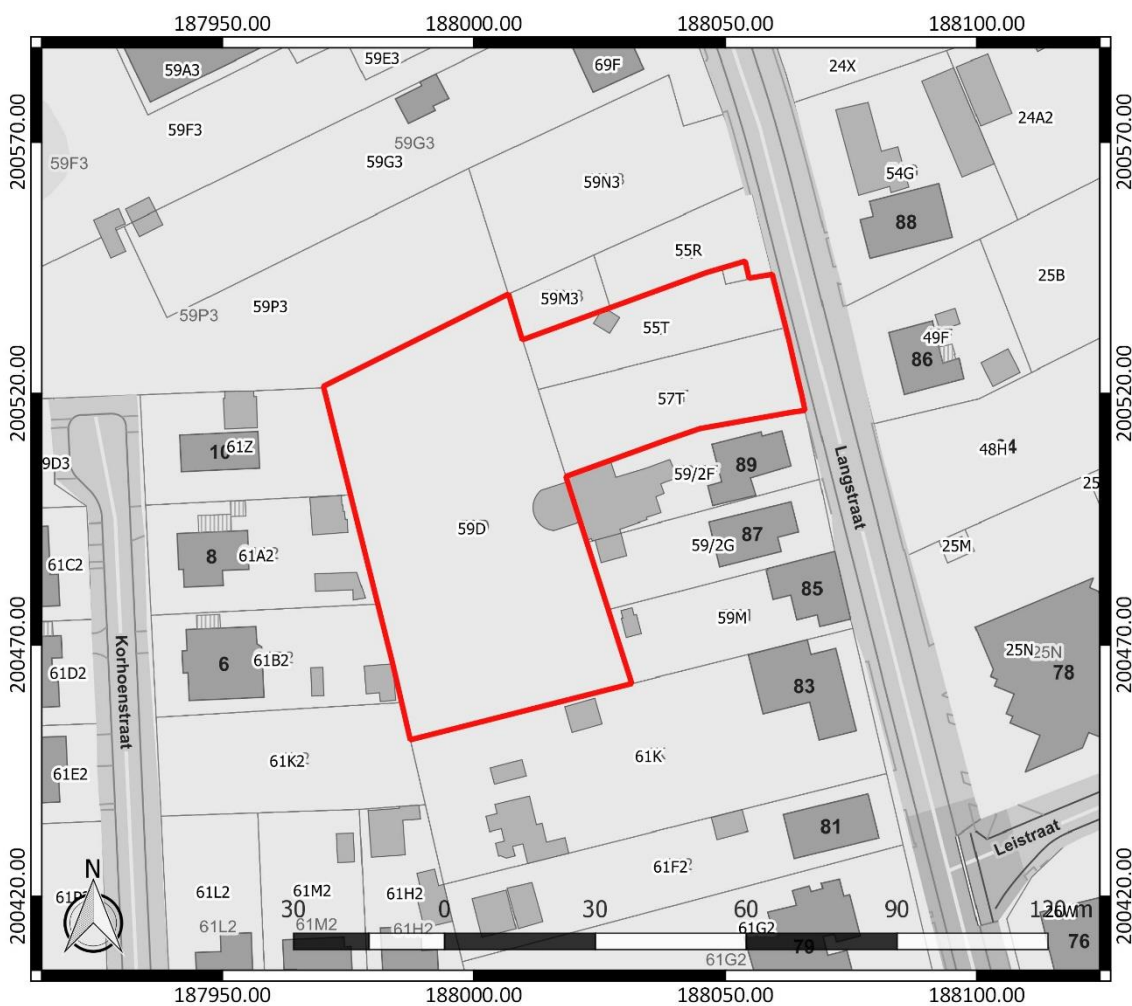 187950.00 188000.00 188050.00 188100.00
59A3
59E3
69F
24X
200570.00
200570.00
59F3
24A2
59G3
59F3
59G3
59N3
54G
88
55R
25B
59M3
59P3
59P3
55T
49F
86
200520.00
200520.00
57T
10 61Z
48H
59/2F
89
Langstraat
59D
87
8 61A2
59/2G
25M
61C2
85
59M
200470.00
200470.00
Korhoenstraat
6 61B2
61D2
25N 25N
78
83
61K
61K2
61E2
81
Leistraat
61F2
200420.00
200420.00
61L2
61M2
61H2
N
30 0 30 60 90 120 m
61G2
26W
61L2
61M2
61H2
79
76
61G2
187950.00 188000.00 188050.00 188100.00